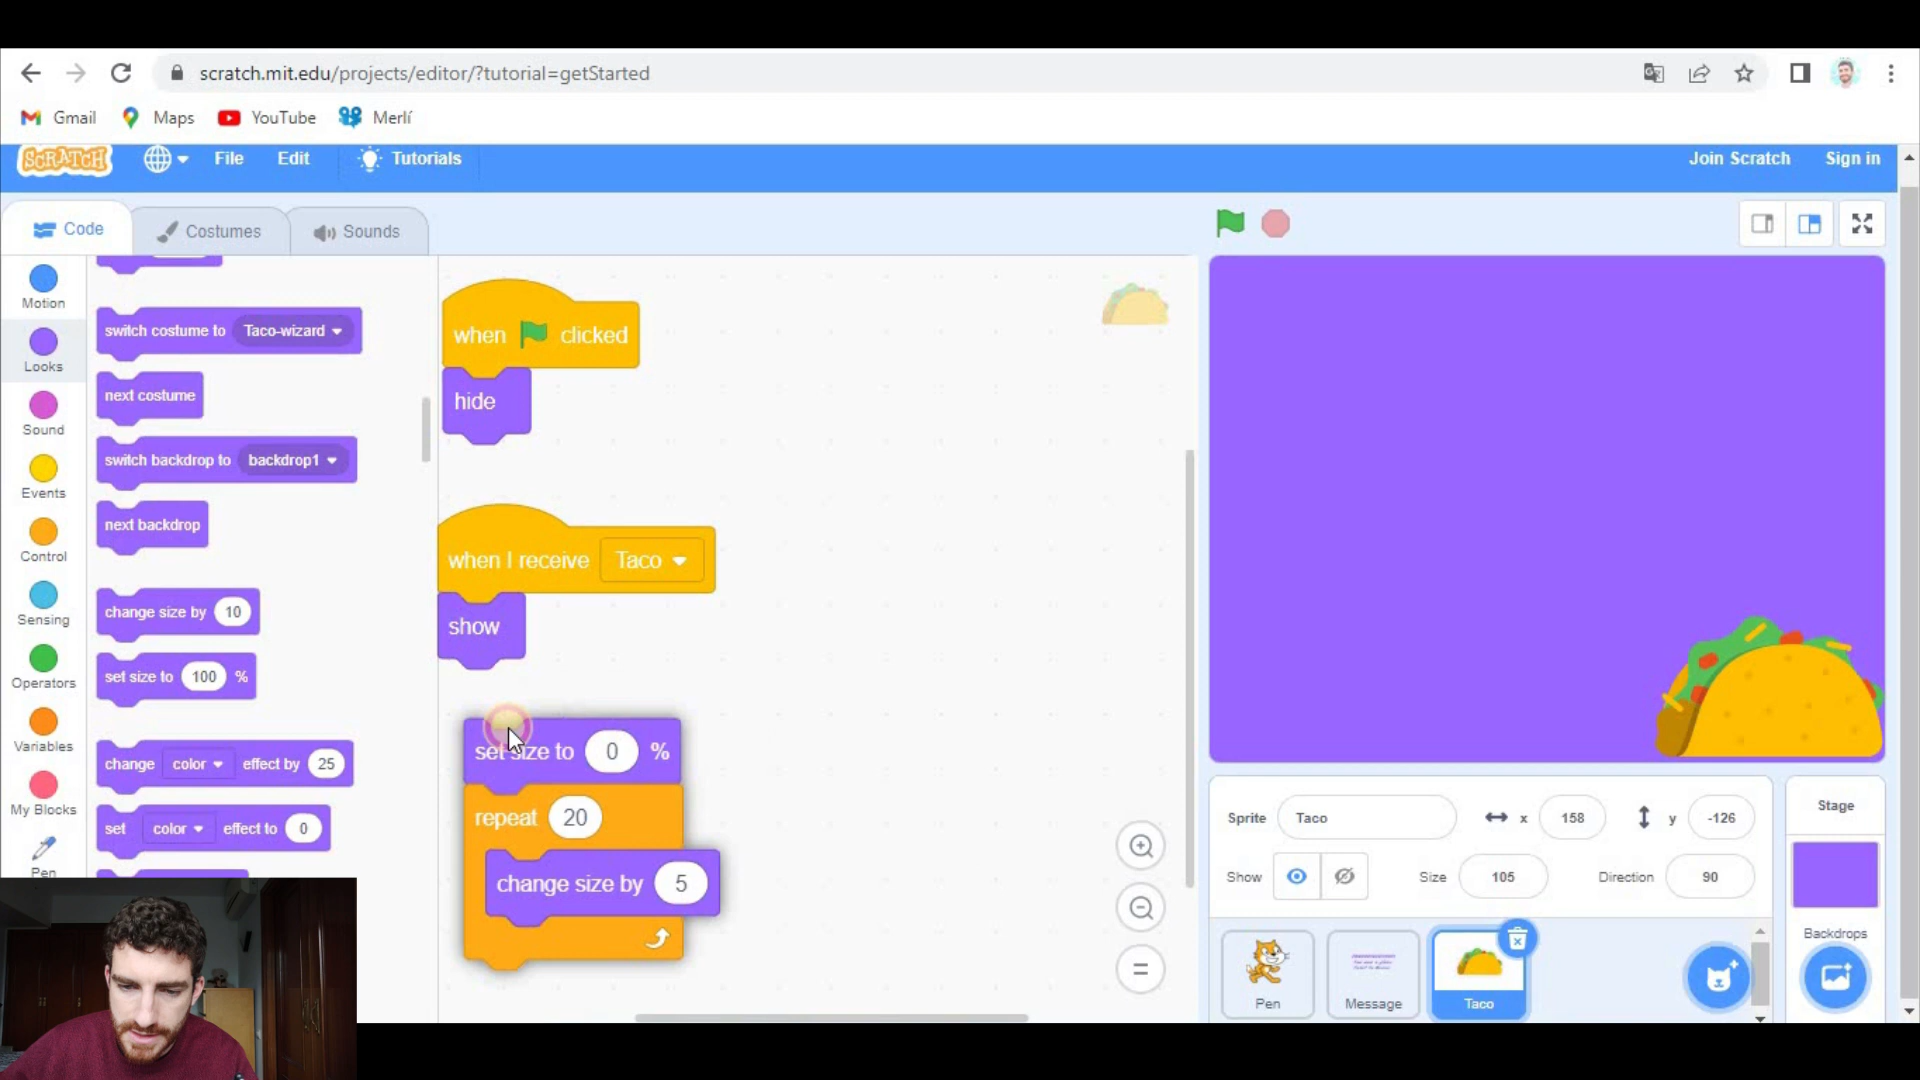 scratch.mit.edu/projects/editor/?tutorial=getStarted
Gmail Maps YouTube Merlí
SCRATCH File Edit Tutorials Join Scratch Sign in
Code Costumes Sounds
Motion
Looks
Sound
Events
Control
Sensing
Operators
Variables
My Blocks
Pen
switch costume to Taco-wizard
next costume
switch backdrop to backdrop1
next backdrop
change size by 10
set size to 100 %
change color effect by 25
set color effect to 0
when clicked
hide
when I receive Taco
show
set size to 0 %
repeat 20
change size by 5
Sprite Taco x 158 y -126
Show Size 105 Direction 90
Pen
Message
Taco
Stage
Backdrops